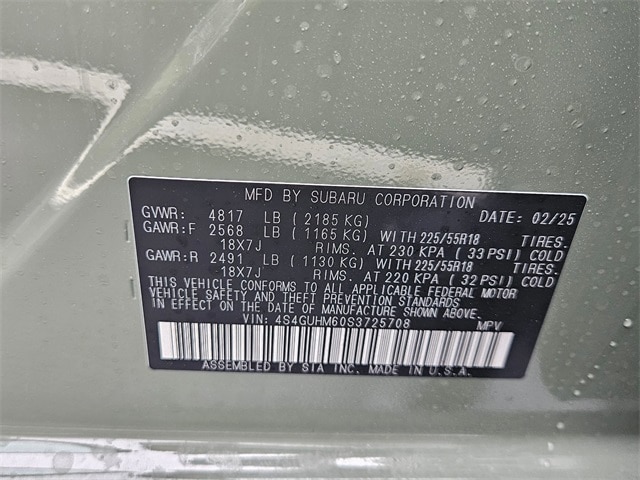 MFD BY SUBARU CORPORATION
GVWR: 4817 LB ( 2185 KG) DATE: 02/25
GAWR:F 2568 LB ( 1165 KG) WITH 225/55R18 TIRES.
18X7J RIMS. AT 230 KPA ( 33 PSI) COLD
GAWR:R 2491 LB ( 1130 KG) WITH 225/55R18 TIRES.
18X7J RIMS. AT 220 KPA ( 32 PSI) COLD
THIS VEHICLE CONFORMS TO ALL APPLICABLE FEDERAL MOTOR
VEHICLE SAFETY AND THEFT PREVENTION STANDARDS
IN EFFECT ON THE DATE OF MANUFACTURE SHOWN ABOVE.
VIN: 4S4GUHM60S3725708 MPV
ASSEMBLED BY SIA INC. MADE IN U.S.A.